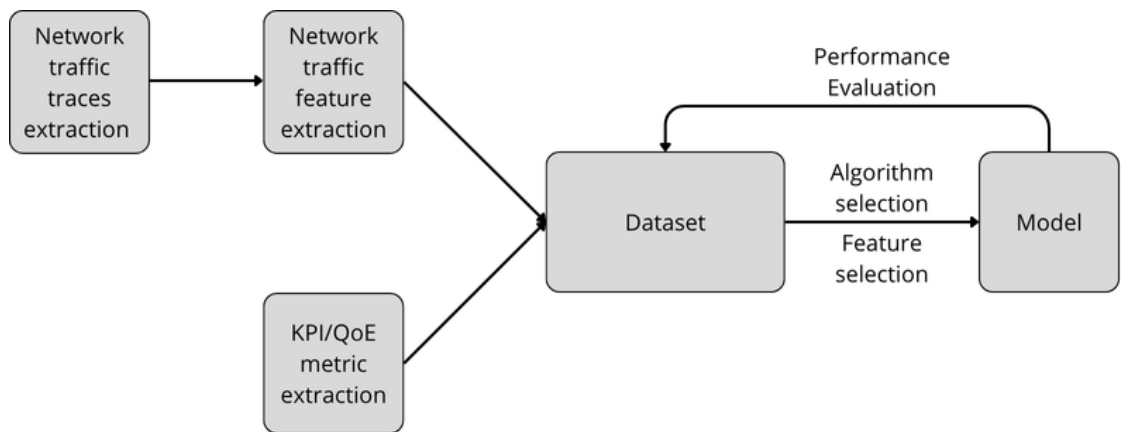 Network
traffic
traces
extraction
Network
traffic
feature
extraction
KPI/QoE
metric
extraction
Dataset
Performance
Evaluation
Algorithm
selection
Feature
selection
Model